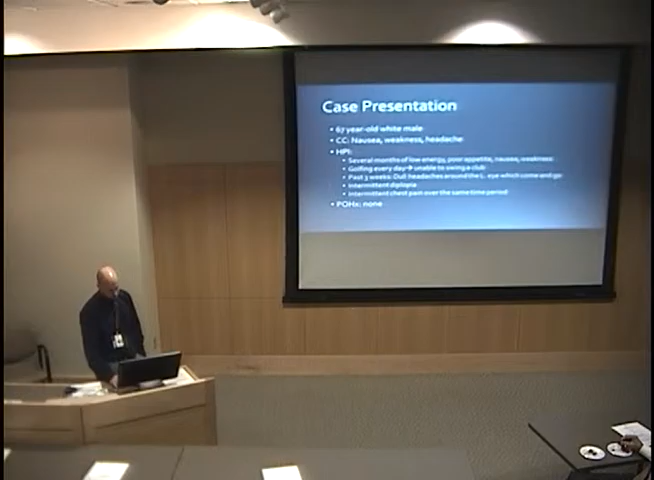 Case Presentation
• 67 year-old white male
• CC: Nausea, weakness, headache
• HPI:
• Several months of low energy, poor appetite, nausea, weakness
• Golfing every day → unable to swing a club
• Past 3 weeks: Dull headaches around the L. eye which come and go
• Intermittent diplopia
• Intermittent chest pain over the same time period
• POHx: none